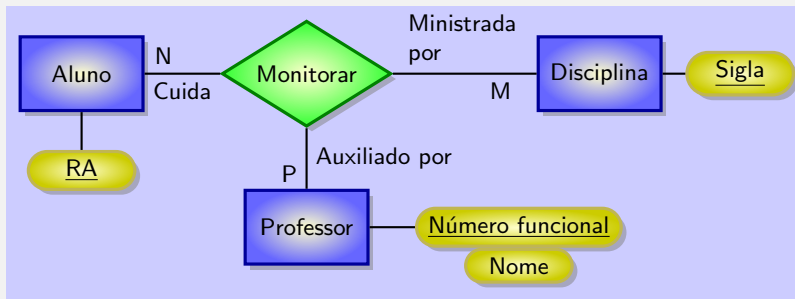 Aluno
N
Cuida
Monitorar
Ministrada
por
M
Disciplina
Sigla
RA
Auxiliado por
P
Professor
Número funcional
Nome